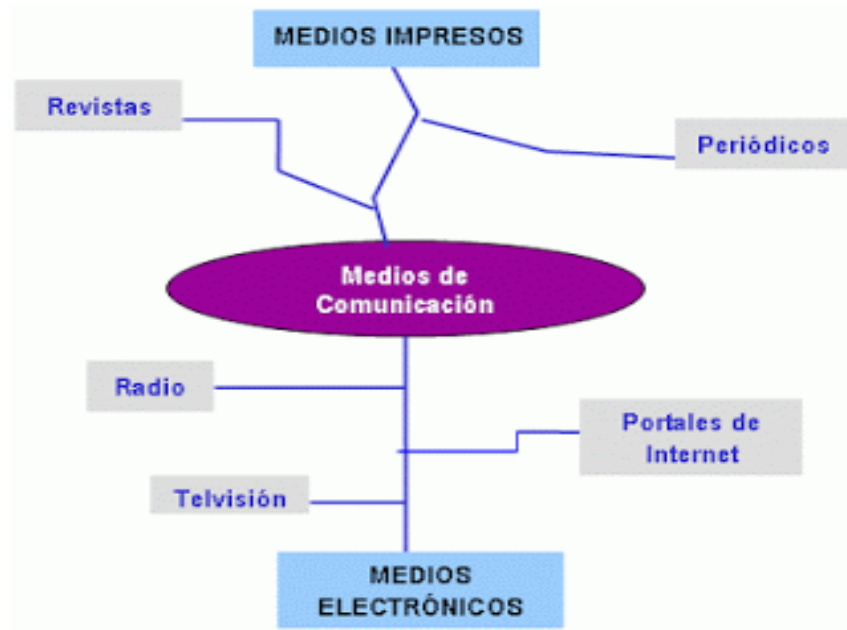 MEDIOS IMPRESOS
Revistas
Periódicos
Medios de
Comunicación
Radio
Portales de
Internet
Telvisión
MEDIOS
ELECTRÓNICOS